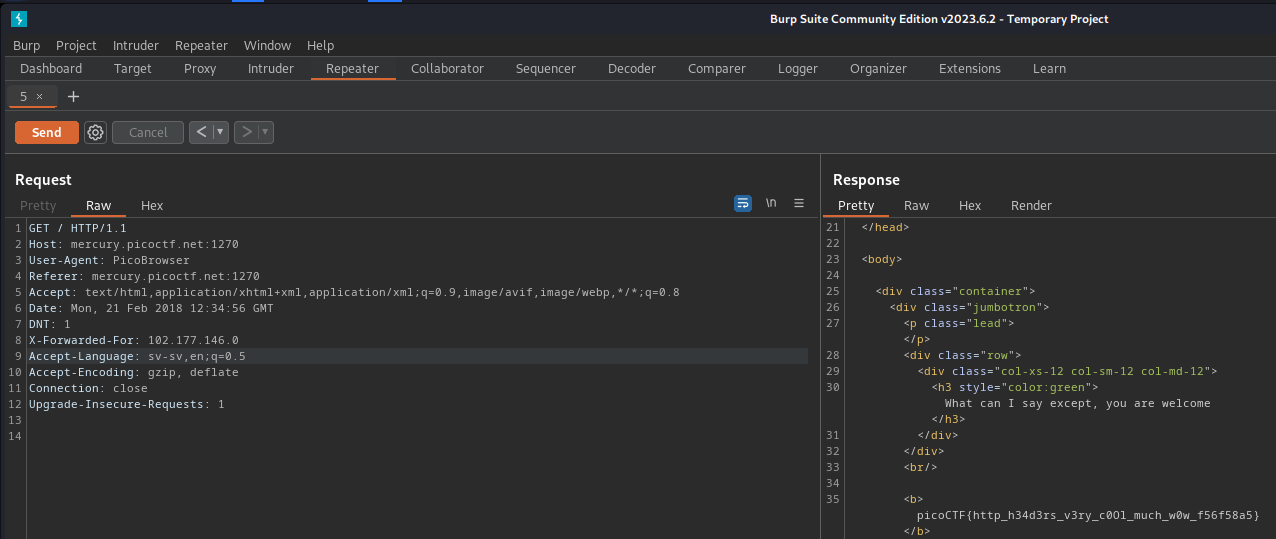 Burp Suite Community Edition v2023.6.2 - Temporary Project
Burp Project Intruder Repeater Window Help
Dashboard Target Proxy Intruder Repeater Collaborator Sequencer Decoder Comparer Logger Organizer Extensions Learn
5 × +
Send Cancel < >
Request
Pretty Raw Hex \n
1 GET / HTTP/1.1
2 Host: mercury.picoctf.net:1270
3 User-Agent: PicoBrowser
4 Referer: mercury.picoctf.net:1270
5 Accept: text/html,application/xhtml+xml,application/xml;q=0.9,image/avif,image/webp,*/*;q=0.8
6 Date: Mon, 21 Feb 2018 12:34:56 GMT
7 DNT: 1
8 X-Forwarded-For: 102.177.146.0
9 Accept-Language: sv-sv,en;q=0.5
10 Accept-Encoding: gzip, deflate
11 Connection: close
12 Upgrade-Insecure-Requests: 1
13
14
Response
Pretty Raw Hex Render
21 </head>
22
23 <body>
24
25 <div class="container">
26 <div class="jumbotron">
27 <p class="lead">
</p>
28 <div class="row">
29 <div class="col-xs-12 col-sm-12 col-md-12">
30 <h3 style="color:green">
What can I say except, you are welcome
</h3>
31 </div>
32 </div>
33 <br/>
34
35 <b>
picoCTF{http_h34d3rs_v3ry_c0Ol_much_w0w_f56f58a5}
</b>